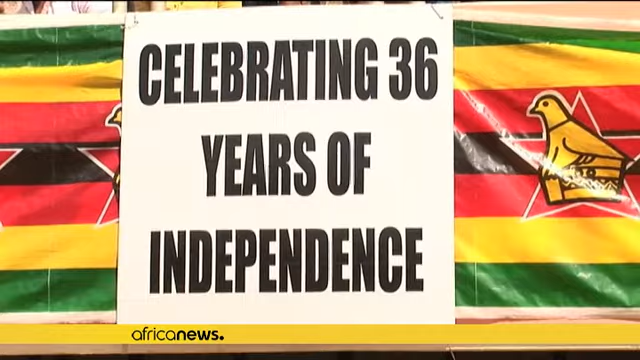 CELEBRATING 36
YEARS OF
INDEPENDENCE
africanews.